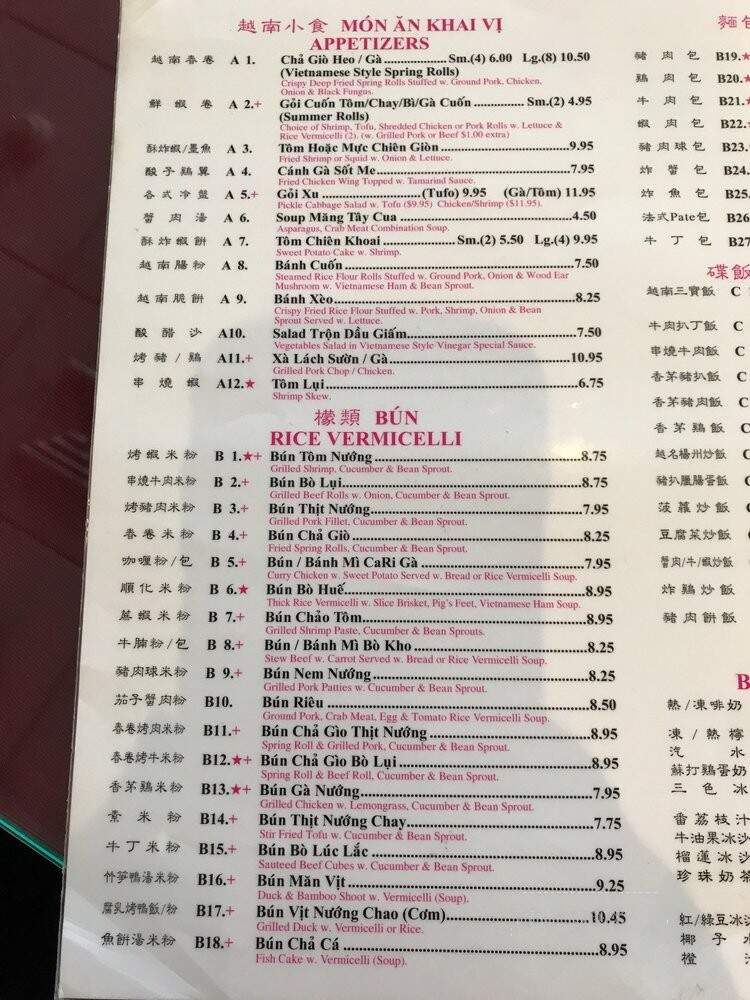 越南小食 MÓN ĂN KHAI VỊ
APPETIZERS
越南春卷 A 1. Chả Giò Heo / Gà ................... Sm.(4) 6.00 Lg.(8) 10.50
(Vietnamese Style Spring Rolls)
Crispy Deep Fried Spring Rolls Stuffed w. Ground Pork, Chicken,
Onion & Black Fungus.
鮮蝦卷 A 2.+ Gỏi Cuốn Tôm/Chay/Bì/Gà Cuốn ............... Sm.(2) 4.95
(Summer Rolls)
Choice of Shrimp, Tofu, Shredded Chicken or Pork Rolls w. Lettuce &
Rice Vermicelli (2). (w. Grilled Pork or Beef $1.00 extra)
酥炸蝦/墨魚 A 3. Tôm Hoặc Mực Chiên Giòn ...............9.95
Fried Shrimp or Squid w. Onion & Lettuce.
酸子鷄翼 A 4. Cánh Gà Sốt Me...............7.95
Fried Chicken Wing Topped w. Tamarind Sauce.
各式冷盤 A 5.+ Gỏi Xu ...............(Tufo) 9.95 (Gà/Tôm) 11.95
Pickle Cabbage Salad w. Tofu ($9.95) Chicken/Shrimp ($11.95).
蟹肉湯 A 6. Soup Măng Tây Cua ...............4.50
Asparagus, Crab Meat Combination Soup.
酥炸蝦餅 A 7. Tôm Chiên Khoai ...............Sm.(2) 5.50 Lg.(4) 9.95
Sweet Potato Cake w. Shrimp.
越南腸粉 A 8. Bánh Cuốn ...............7.50
Steamed Rice Flour Rolls Stuffed w. Ground Pork, Onion & Wood Ear
Mushroom w. Vietnamese Ham & Bean Sprout.
越南脆餅 A 9. Bánh Xèo...............8.25
Crispy Fried Rice Flour Stuffed w. Pork, Shrimp, Onion & Bean
Sprout Served w. Lettuce.
酸醋沙 A10. Salad Trộn Dầu Giấm...............7.50
Vegetables Salad in Vietnamese Style Vinegar Special Sauce.
烤豬/鷄 A11.+ Xà Lách Sườn / Gà...............10.95
Grilled Pork Chop / Chicken.
串燒蝦 A12.★ Tôm Lụi...............6.75
Shrimp Skew.
檬類 BÚN
RICE VERMICELLI
烤蝦米粉 B 1.★+ Bún Tôm Nướng ...............8.75
Grilled Shrimp, Cucumber & Bean Sprout.
串燒牛肉米粉 B 2.+ Bún Bò Lụi...............8.75
Grilled Beef Rolls w. Onion, Cucumber & Bean Sprout.
烤豬肉米粉 B 3.+ Bún Thịt Nướng ...............7.95
Grilled Pork Fillet, Cucumber & Bean Sprout.
春卷米粉 B 4.+ Bún Chả Giò ...............8.25
Fried Spring Rolls, Cucumber & Bean Sprout.
咖喱粉/包 B 5.+ Bún / Bánh Mì CaRi Gà ...............7.95
Curry Chicken w. Sweet Potato Served w. Bread or Rice Vermicelli Soup.
順化米粉 B 6.★ Bún Bò Huế...............8.95
Thick Rice Vermicelli w. Slice Brisket, Pig's Feet, Vietnamese Ham Soup.
蔗蝦米粉 B 7.+ Bún Chảo Tôm...............8.95
Grilled Shrimp Paste, Cucumber & Bean Sprouts.
牛腩粉/包 B 8.+ Bún / Bánh Mì Bò Kho ...............8.25
Stew Beef w. Carrot Served w. Bread or Rice Vermicelli Soup.
豬肉球米粉 B 9.+ Bún Nem Nướng ...............8.25
Grilled Pork Patties w. Cucumber & Bean Sprout.
茄子蟹肉粉 B10. Bún Riêu ...............8.50
Ground Pork, Crab Meat, Egg & Tomato Rice Vermicelli Soup.
春卷烤肉米粉 B11.+ Bún Chả Gìo Thịt Nướng ...............8.95
Spring Roll & Grilled Pork, Cucumber & Bean Sprout.
春卷烤牛米粉 B12.★+ Bún Chả Gìo Bò Lụi...............8.95
Spring Roll & Beef Roll, Cucumber & Bean Sprout.
香茅鷄米粉 B13.★+ Bún Gà Nướng...............7.95
Grilled Chicken w. Lemongrass, Cucumber & Bean Sprout.
素米粉 B14.+ Bún Thịt Nướng Chay...............7.75
Stir Fried Tofu w. Cucumber & Bean Sprout.
牛丁米粉 B15.+ Bún Bò Lúc Lắc ...............8.95
Sauteed Beef Cubes w. Cucumber & Bean Sprout.
竹笋鴨湯米粉 B16.+ Bún Măn Vịt...............9.25
Duck & Bamboo Shoot w. Vermicelli (Soup).
腐乳烤鴨飯/粉 B17.+ Bún Vịt Nướng Chao (Cơm)...............10.45
Grilled Duck w. Vermicelli or Rice.
魚餅湯米粉 B18.+ Bún Chả Cá...............8.95
Fish Cake w. Vermicelli (Soup).
麵包
豬肉包 B19.★
鷄肉包 B20.★
牛肉包 B21.
蝦肉包 B22.
豬肉球包 B23.
炸蟹包 B24.
炸魚包 B25.
法式Pate包 B26
牛丁包 B27
碟飯
越南三寶飯 C
牛肉扒丁飯 C
串燒牛肉飯 C
香茅豬扒飯 C
香茅豬肉飯 C
香茅鷄飯 C
越名楊州炒飯
豬扒臘腸蛋飯
菠蘿炒飯
豆腐菜炒飯
蟹肉/牛/蝦炒飯
炸鷄炒飯
豬肉餅飯
B
熱/凍啡奶
凍/熱檸
汽水
蘇打鷄蛋奶
三色冰
番荔枝汁
牛油果冰沙
榴蓮冰沙
珍珠奶茶
紅/綠豆冰沙
椰子水
橙